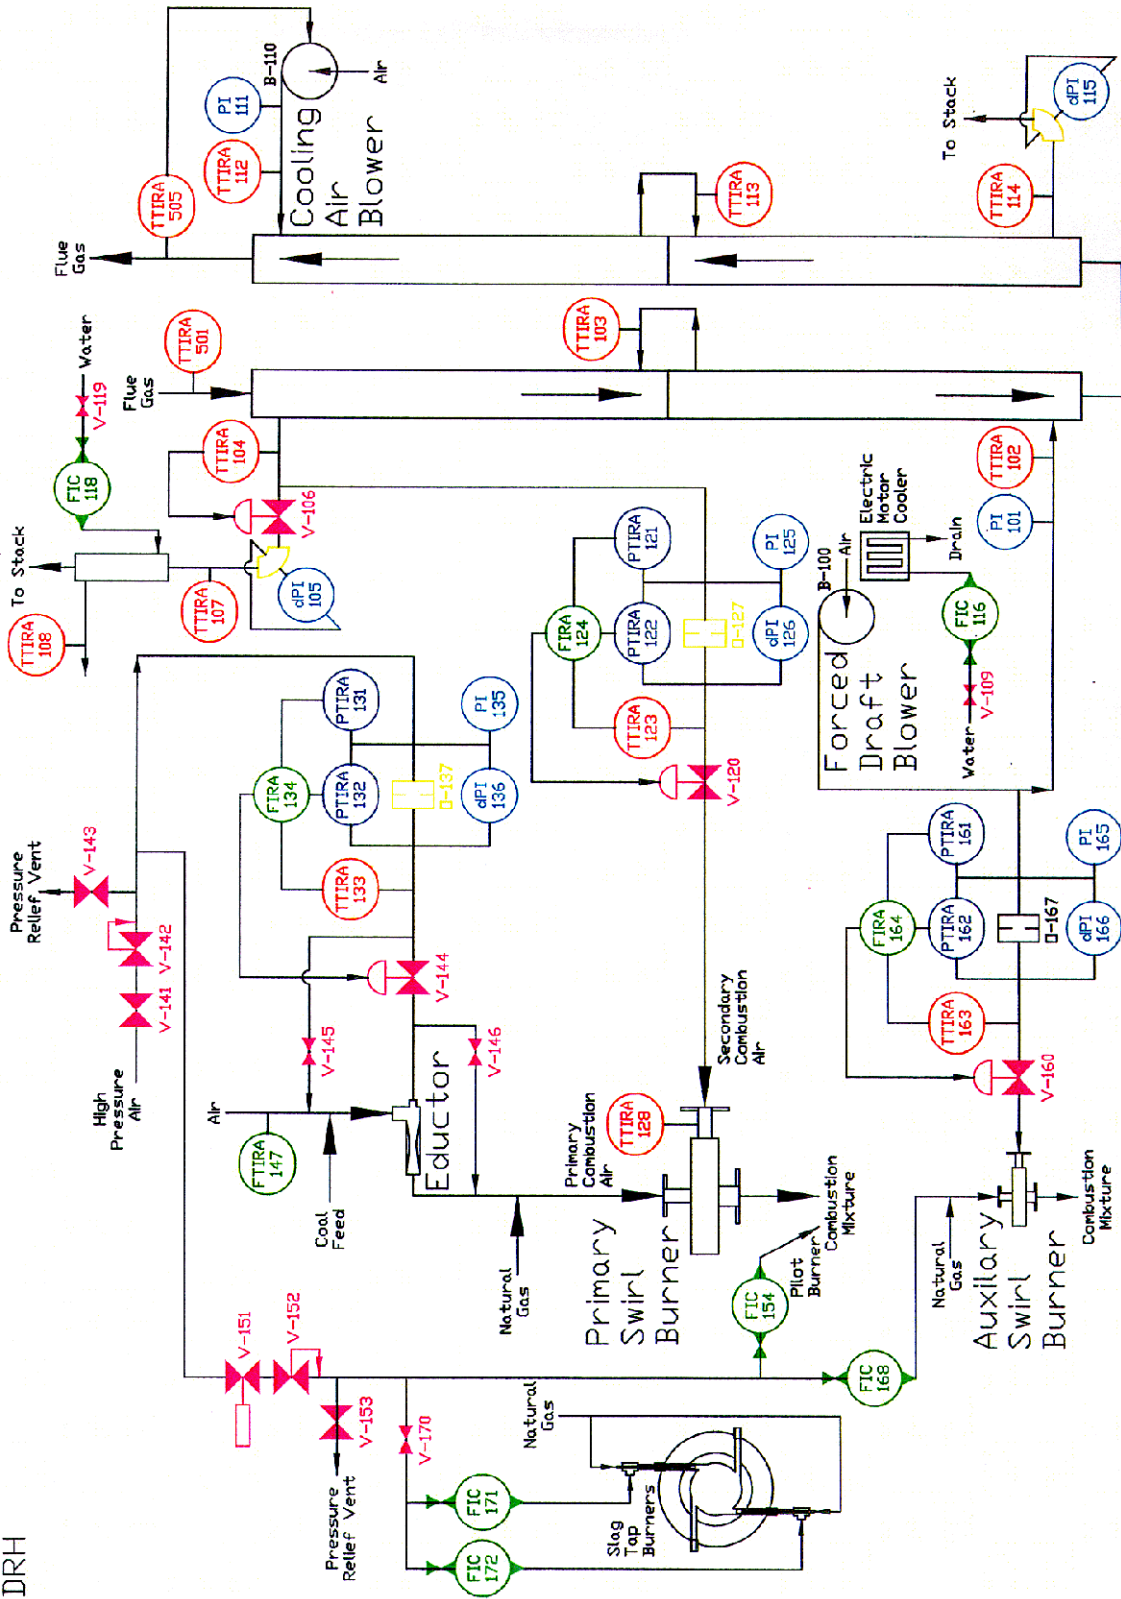 DRH
Pressure
Relief Vent
V-143
V-142
V-141
High
Pressure
Air
V-151
V-152
V-153
Pressure
Relief Vent
V-170
FIC
171
FIC
172
Natural
Gas
Slag
Tap
Burners
FIC
154
Pilot
Burner
Combustion
Mixture
FIC
168
Natural
Gas
Auxilary
Swirl
Burner
Combustion
Mixture
Air
FTIRA
147
Coal
Feed
V-145
V-144
V-146
Eductor
Natural
Gas
Primary
Combustion
Air
Primary
Swirl
Burner
TTIRA
128
Secondary
Combustion
Air
TTIRA
133
FIRA
134
PTIRA
132
PTIRA
131
O-137
dPI
136
PI
135
TTIRA
108
To Stack
TTIRA
107
FIC
118
V-119
Water
dPI
105
V-106
TTIRA
104
Flue
Gas
TTIRA
501
TTIRA
103
V-120
TTIRA
123
FIRA
124
PTIRA
122
PTIRA
121
O-127
dPI
126
PI
125
Forced
Draft
Blower
B-100
Air
Electric
Motor
Cooler
Drain
FIC
116
V-109
Water
PI
101
TTIRA
102
V-160
TTIRA
163
FIRA
164
PTIRA
162
PTIRA
161
O-167
dPI
166
PI
165
Flue
Gas
TTIRA
505
TTIRA
112
PI
111
B-110
Air
Cooling
Air
Blower
TTIRA
113
TTIRA
114
To Stack
dPI
115